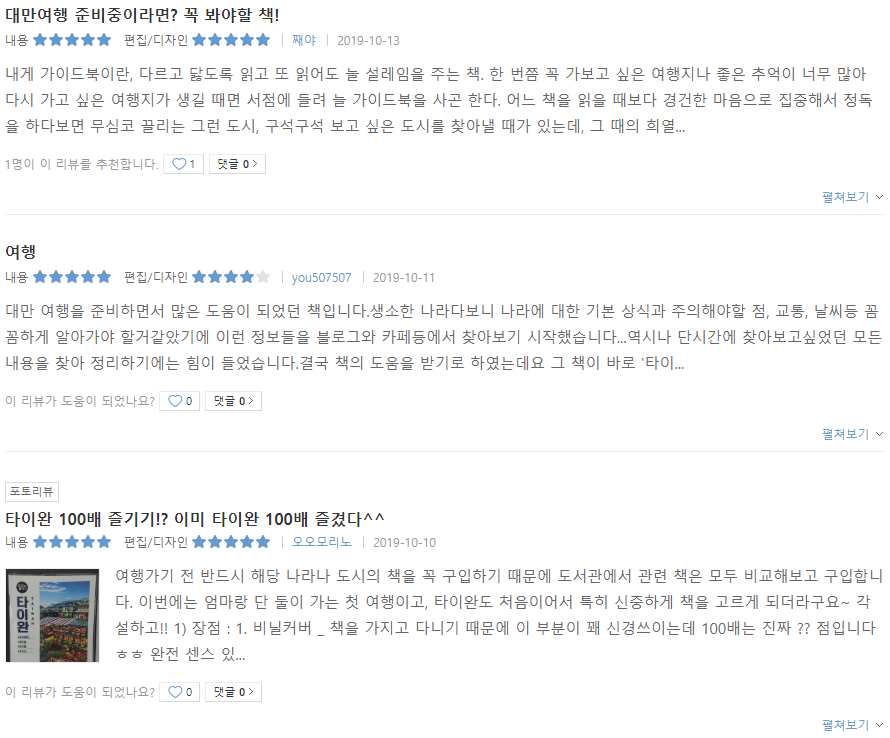 대만여행 준비중이라면? 꼭 봐야할 책!
내용 편집/디자인 째야 2019-10-13
내게 가이드북이란, 다르고 닳도록 읽고 또 읽어도 늘 설레임을 주는 책. 한 번쯤 꼭 가보고 싶은 여행지나 좋은 추억이 너무 많아
다시 가고 싶은 여행지가 생길 때면 서점에 들려 늘 가이드북을 사곤 한다. 어느 책을 읽을 때보다 경건한 마음으로 집중해서 정독
을 하다보면 무심코 끌리는 그런 도시, 구석구석 보고 싶은 도시를 찾아낼 때가 있는데, 그 때의 희열...
1명이 이 리뷰를 추천합니다. 1 댓글 0
펼쳐보기
여행
내용 편집/디자인 you507507 2019-10-11
대만 여행을 준비하면서 많은 도움이 되었던 책입니다.생소한 나라다보니 나라에 대한 기본 상식과 주의해야할 점, 교통, 날씨등 꼼
꼼하게 알아가야 할거같았기에 이런 정보들을 블로그와 카페등에서 찾아보기 시작했습니다...역시나 단시간에 찾아보고싶었던 모든
내용을 찾아 정리하기에는 힘이 들었습니다.결국 책의 도움을 받기로 하였는데요 그 책이 바로 '타이...
이 리뷰가 도움이 되었나요? 0 댓글 0
펼쳐보기
포토리뷰
타이완 100배 즐기기!? 이미 타이완 100배 즐겼다^^
내용 편집/디자인 오오모리노 2019-10-10
타이완
TAIWAN
여행가기 전 반드시 해당 나라나 도시의 책을 꼭 구입하기 때문에 도서관에서 관련 책은 모두 비교해보고 구입합니
다. 이번에는 엄마랑 단 둘이 가는 첫 여행이고, 타이완도 처음이어서 특히 신중하게 책을 고르게 되더라구요~ 각
설하고!! 1) 장점 : 1. 비닐커버 _ 책을 가지고 다니기 때문에 이 부분이 꽤 신경쓰이는데 100배는 진짜 ?? 점입니다
ㅎㅎ 완전 센스 있...
이 리뷰가 도움이 되었나요? 0 댓글 0
펼쳐보기